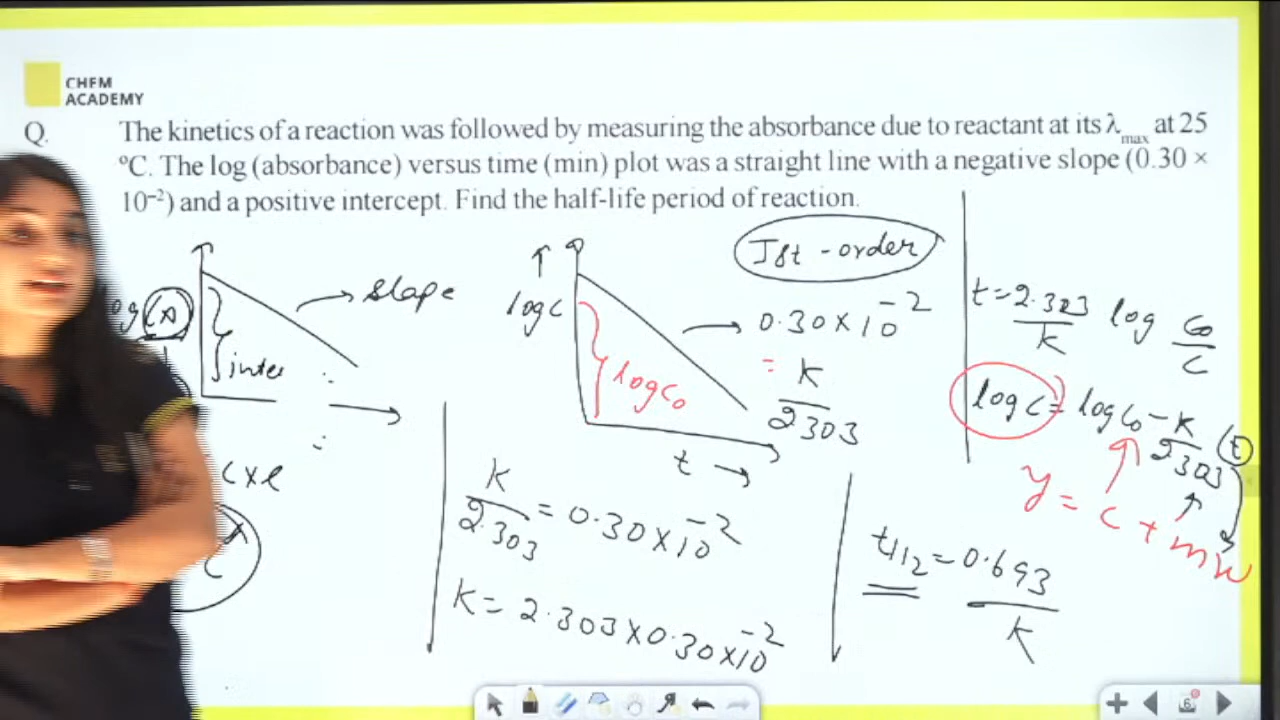 CHEM
ACADEMY
Q. The kinetics of a reaction was followed by measuring the absorbance due to reactant at its λmax at 25
ºC. The log (absorbance) versus time (min) plot was a straight line with a negative slope (0.30 ×
10⁻²) and a positive intercept. Find the half-life period of reaction.
Ist - order
slope
(A)
inter
log C
log C₀
t →
0.30 × 10⁻²
= K
2303
K
2.303
= 0.30 × 10⁻²
K = 2.303 × 0.30 × 10⁻²
t = 2.303 log C₀
K C
log C = log C₀ - K (t)
2303
y = c + mx
t1/2 = 0.693
K
C × l
6